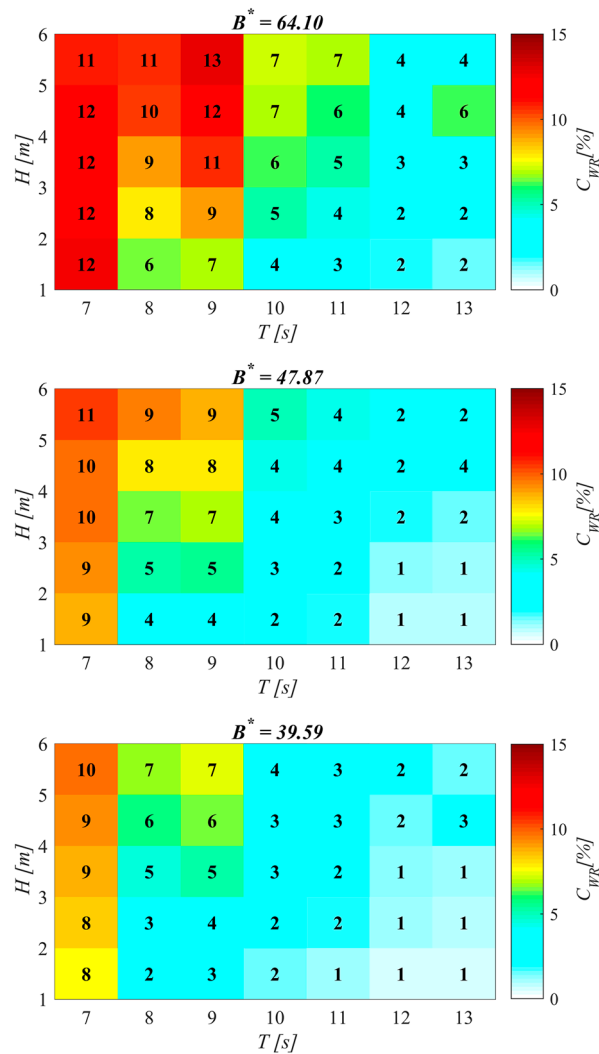 B* = 64.10
6
5
4
3
2
1
H [m]
11 11 13 7 7 4 4
12 10 12 7 6 4 6
12 9 11 6 5 3 3
12 8 9 5 4 2 2
12 6 7 4 3 2 2
7 8 9 10 11 12 13
T [s]
15
10
5
0
C_WR [%]
B* = 47.87
6
5
4
3
2
1
H [m]
11 9 9 5 4 2 2
10 8 8 4 4 2 4
10 7 7 4 3 2 2
9 5 5 3 2 1 1
9 4 4 2 2 1 1
7 8 9 10 11 12 13
T [s]
15
10
5
0
C_WR [%]
B* = 39.59
6
5
4
3
2
1
H [m]
10 7 7 4 3 2 2
9 6 6 3 3 2 3
9 5 5 3 2 1 1
8 3 4 2 2 1 1
8 2 3 2 1 1 1
7 8 9 10 11 12 13
T [s]
15
10
5
0
C_WR [%]